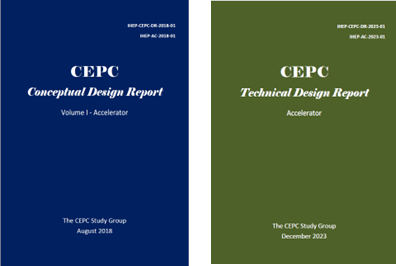 IHEP-CEPC-DR-2018-01
IHEP-AC-2018-01
CEPC
Conceptual Design Report
Volume I - Accelerator
The CEPC Study Group
August 2018
IHEP-CEPC-DR-2023-01
IHEP-AC-2023-01
CEPC
Technical Design Report
Accelerator
The CEPC Study Group
December 2023